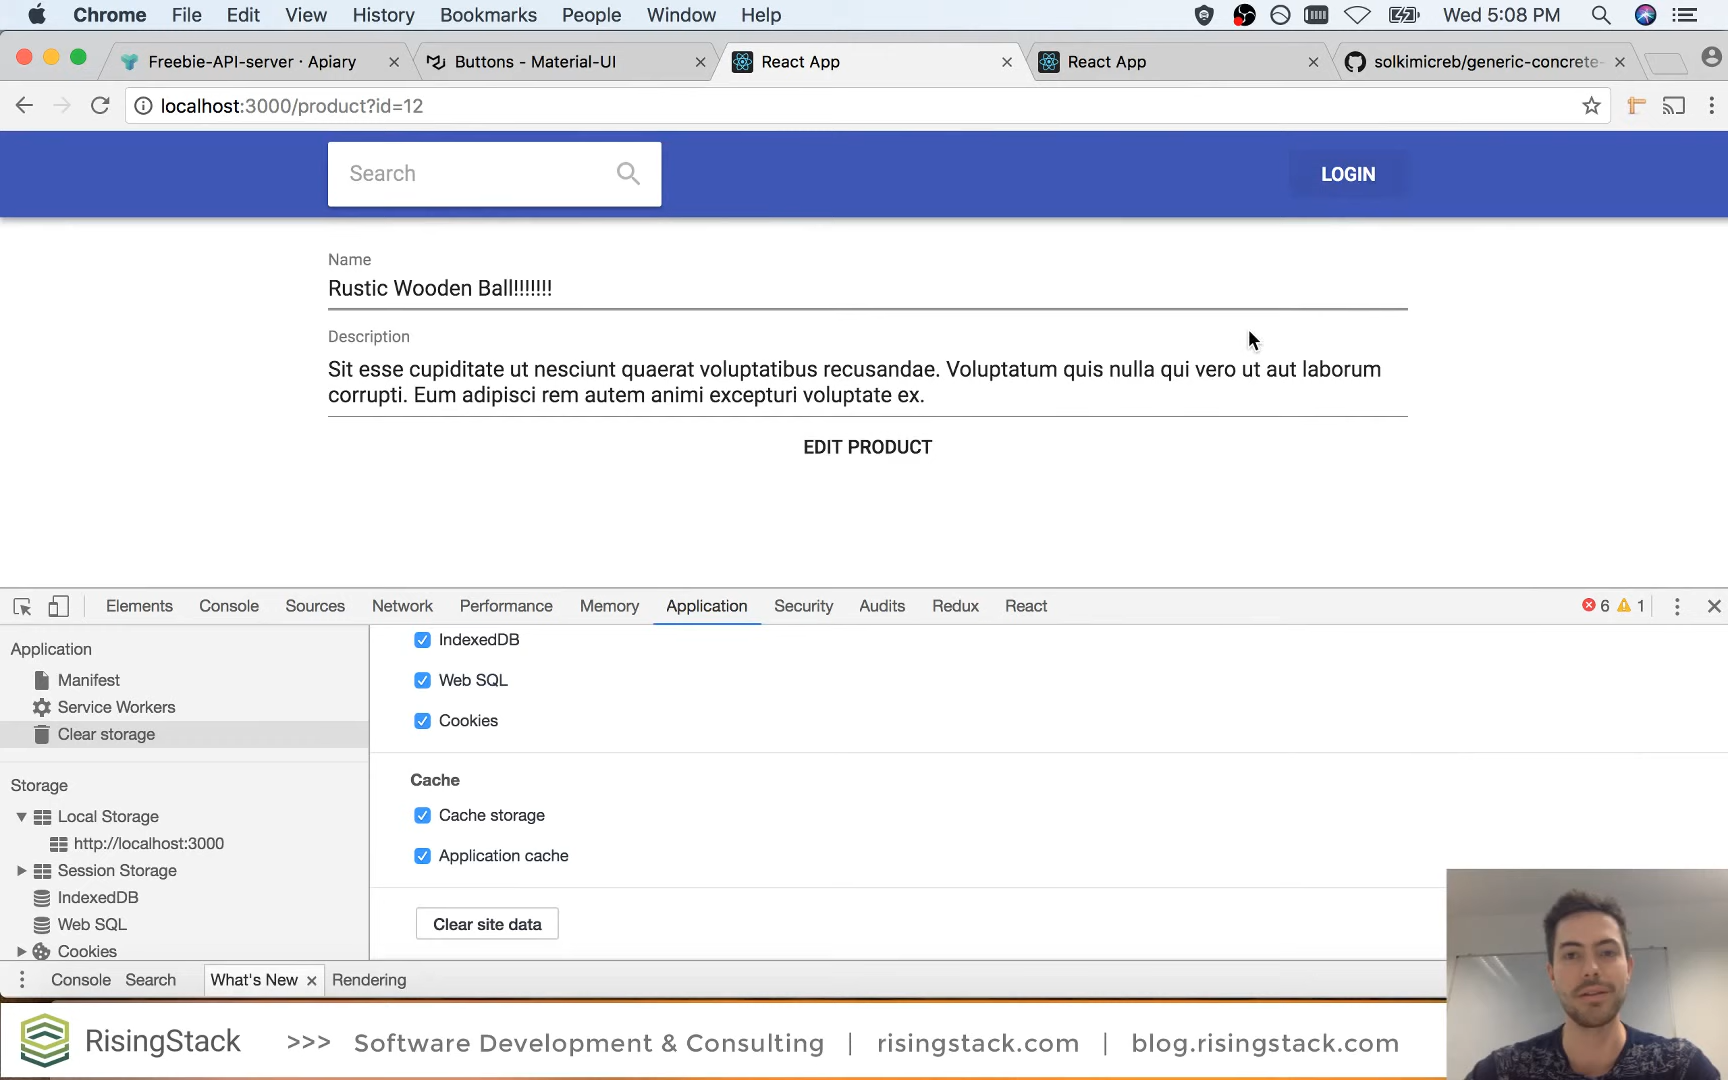 Chrome File Edit View History Bookmarks People Window Help Wed 5:08 PM
Freebie-API-server · Apiary
Buttons - Material-UI
React App
React App
solkimicreb/generic-concrete-
localhost:3000/product?id=12
Search
LOGIN
Name
Rustic Wooden Ball!!!!!!!
Description
Sit esse cupiditate ut nesciunt quaerat voluptatibus recusandae. Voluptatum quis nulla qui vero ut aut laborum
corrupti. Eum adipisci rem autem animi excepturi voluptate ex.
EDIT PRODUCT
Elements Console Sources Network Performance Memory Application Security Audits Redux React 6 1
Application
Manifest
Service Workers
Clear storage
Storage
Local Storage
http://localhost:3000
Session Storage
IndexedDB
Web SQL
Cookies
IndexedDB
Web SQL
Cookies
Cache
Cache storage
Application cache
Clear site data
Console Search What's New Rendering
RisingStack >>> Software Development & Consulting | risingstack.com | blog.risingstack.com